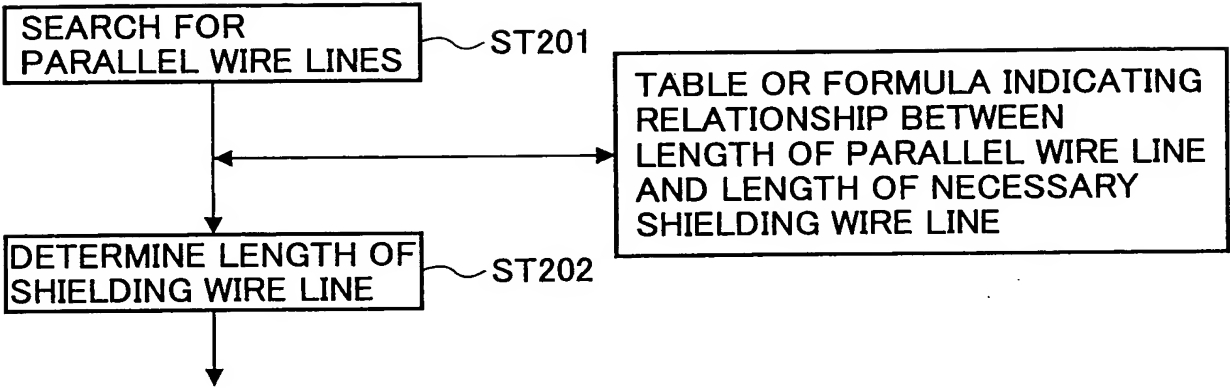 SEARCH FOR
PARALLEL WIRE LINES
ST201
TABLE OR FORMULA INDICATING
RELATIONSHIP BETWEEN
LENGTH OF PARALLEL WIRE LINE
AND LENGTH OF NECESSARY
SHIELDING WIRE LINE
DETERMINE LENGTH OF
SHIELDING WIRE LINE
ST202